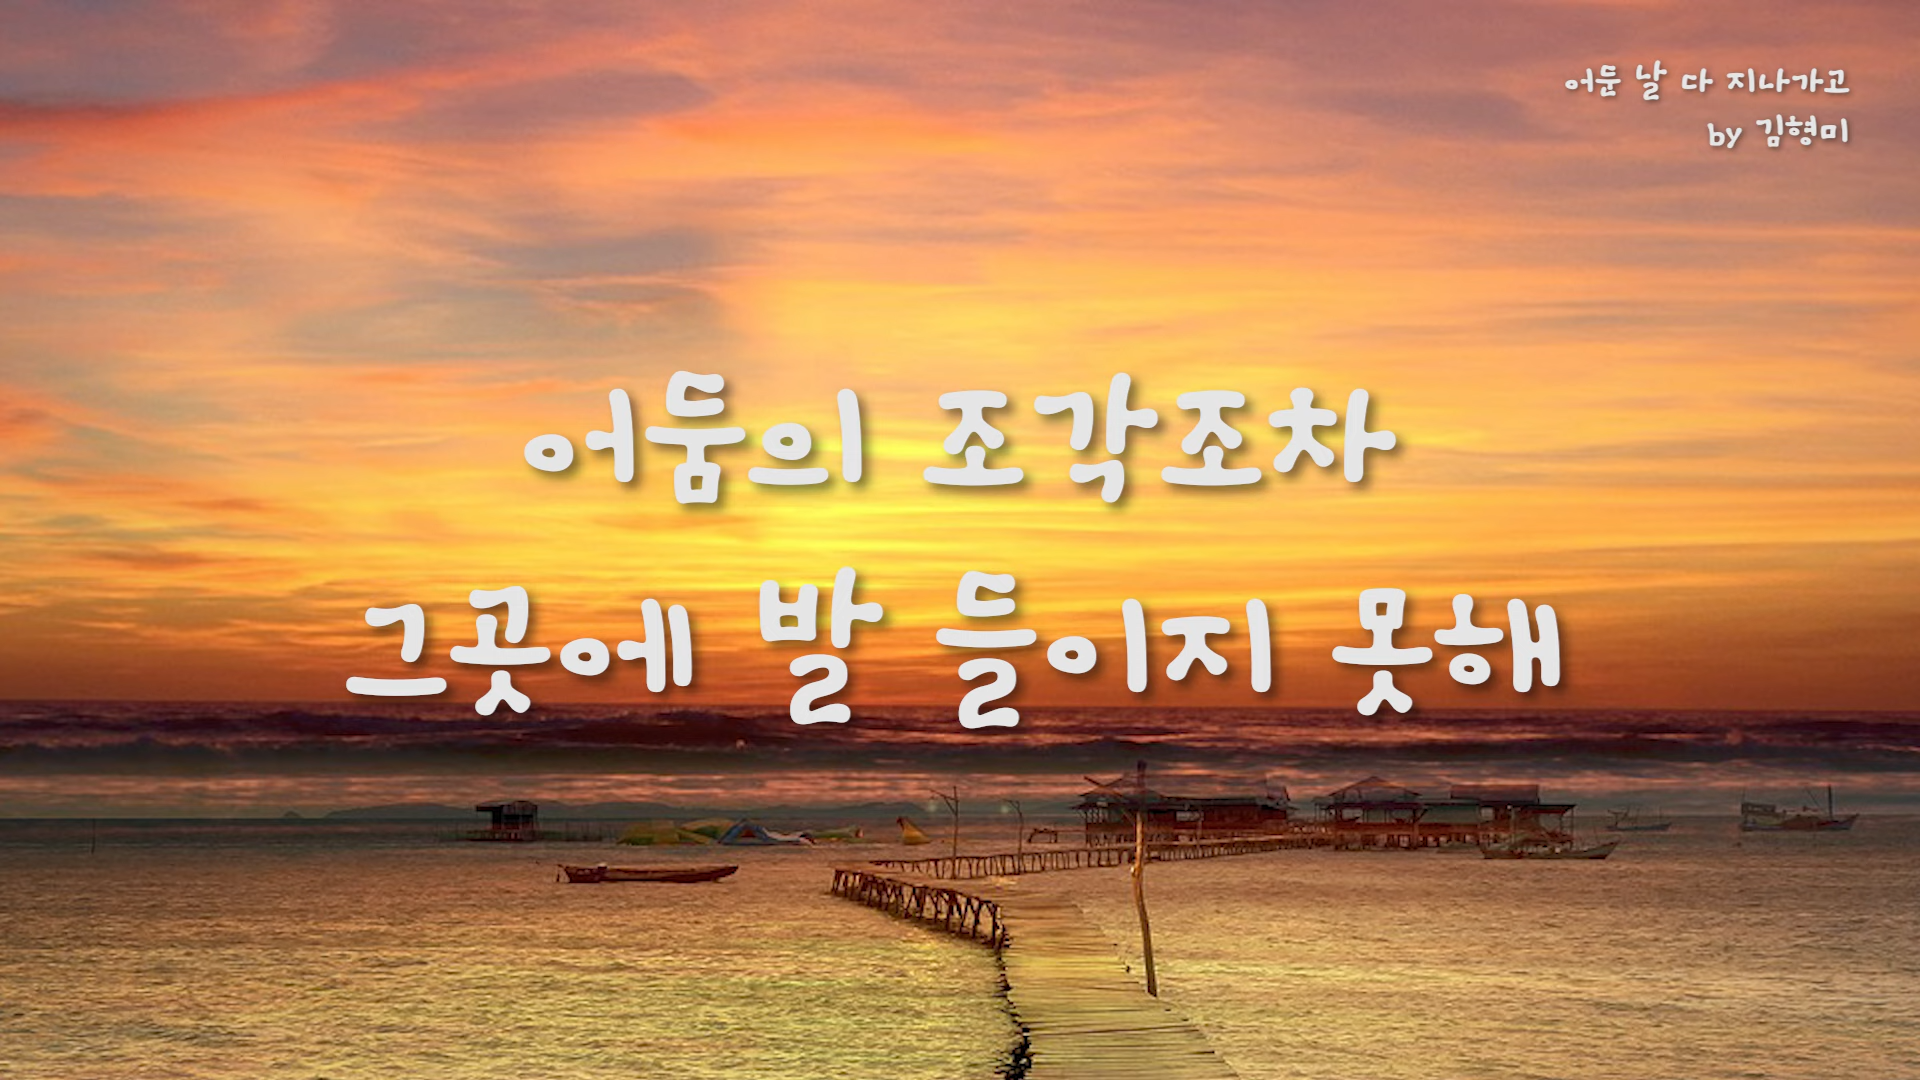 어둔 날 다 지나가고
by 김형미
어둠의 조각조차
그곳에 발 들이지 못해